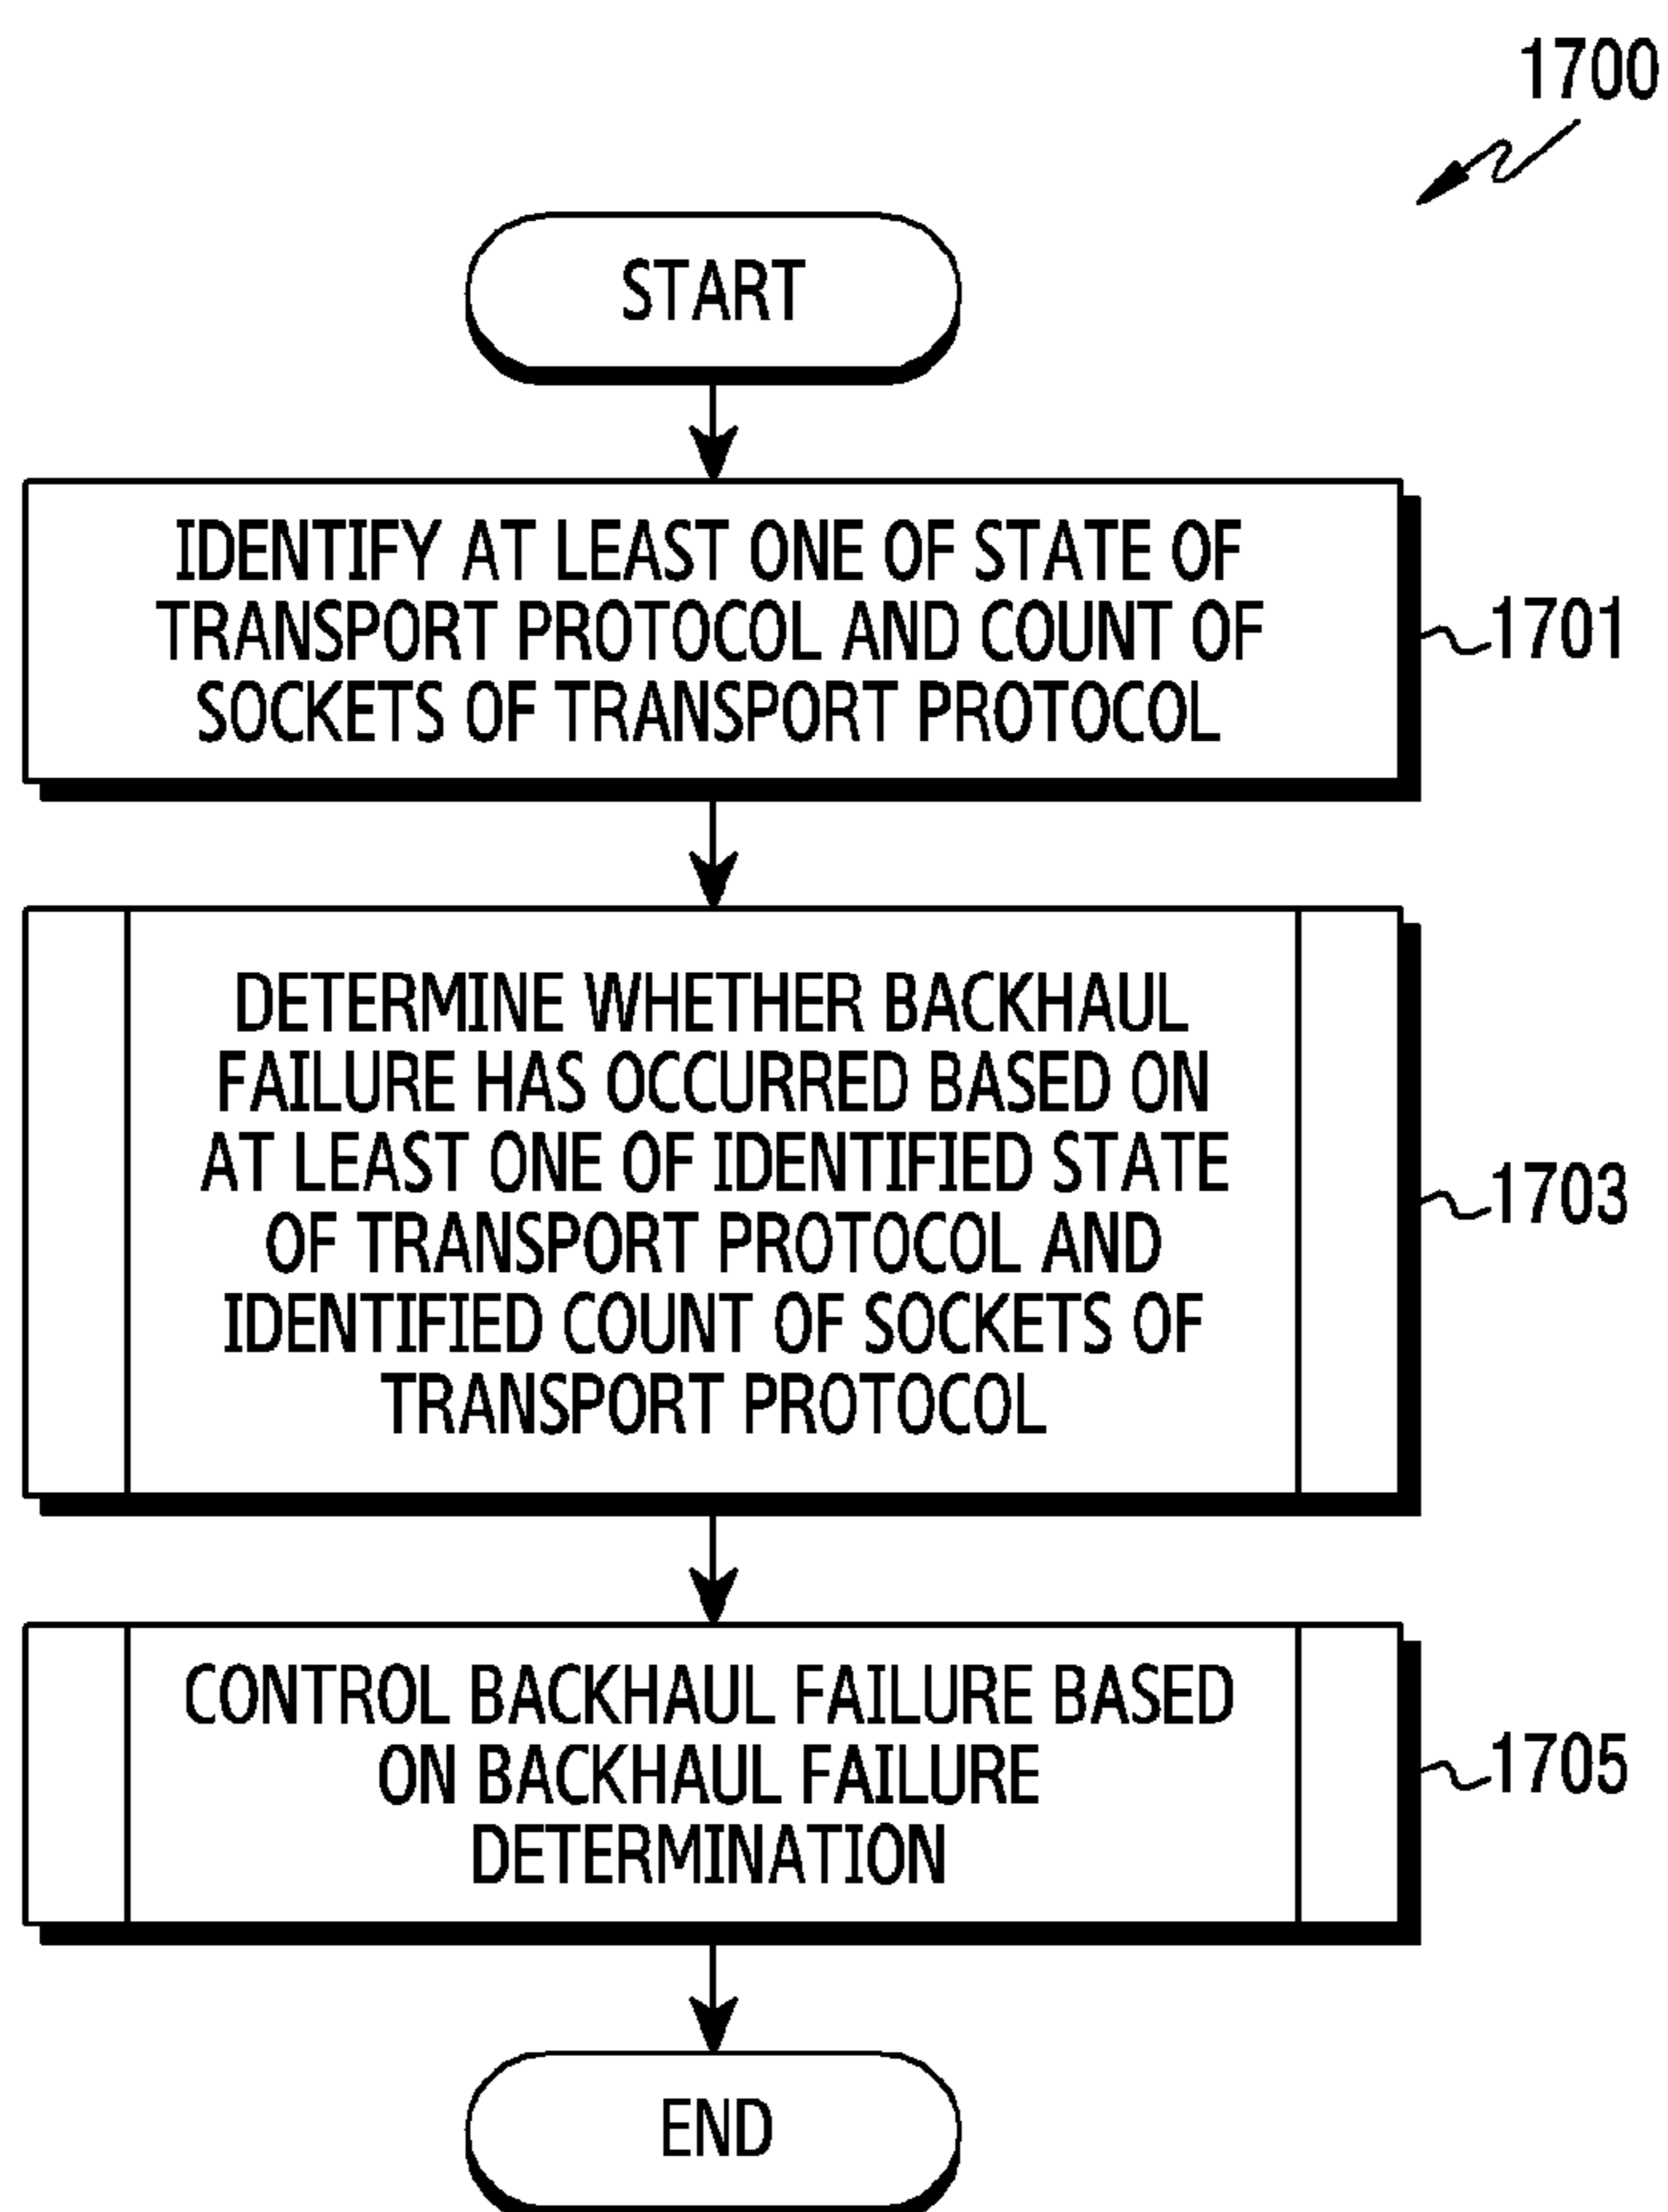 1700
START
IDENTIFY AT LEAST ONE OF STATE OF
TRANSPORT PROTOCOL AND COUNT OF
SOCKETS OF TRANSPORT PROTOCOL
1701
DETERMINE WHETHER BACKHAUL
FAILURE HAS OCCURRED BASED ON
AT LEAST ONE OF IDENTIFIED STATE
OF TRANSPORT PROTOCOL AND
IDENTIFIED COUNT OF SOCKETS OF
TRANSPORT PROTOCOL
1703
CONTROL BACKHAUL FAILURE BASED
ON BACKHAUL FAILURE
DETERMINATION
1705
END